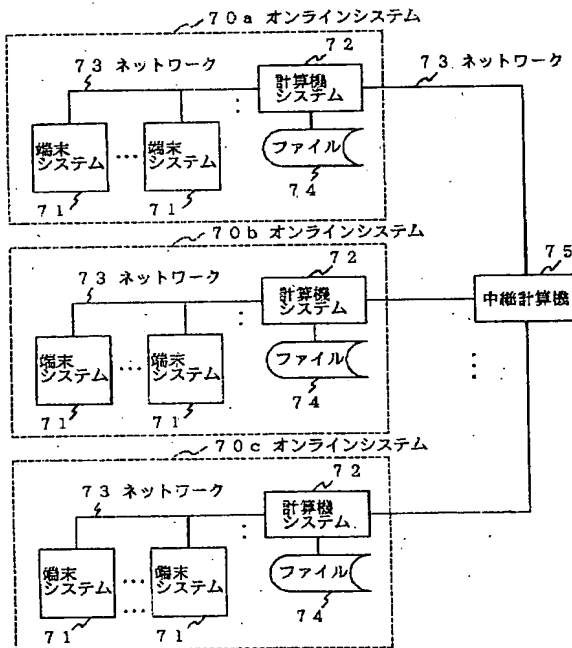 70a オンラインシステム
72
73 ネットワーク
計算機
システム
73 ネットワーク
端末
システム
端末
システム
ファイル
71
71
74
70b オンラインシステム
72
75
73 ネットワーク
計算機
システム
中継計算機
端末
システム
端末
システム
ファイル
71
71
74
70c オンラインシステム
72
73 ネットワーク
計算機
システム
端末
システム
端末
システム
ファイル
71
71
74